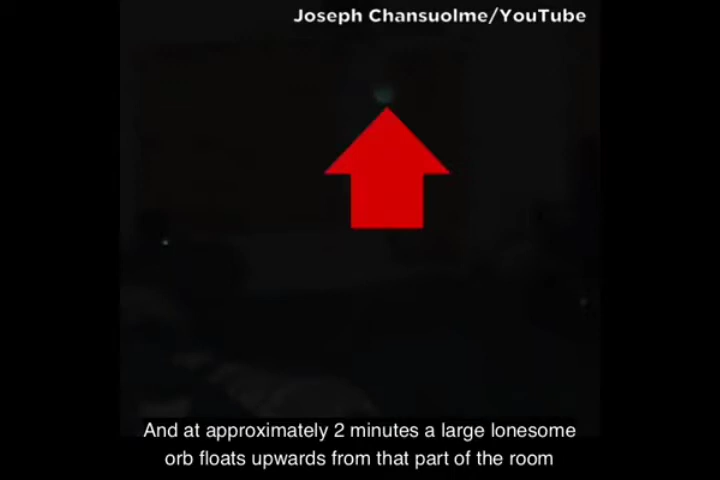 Joseph Chansuolme/YouTube
And at approximately 2 minutes a large lonesome
orb floats upwards from that part of the room